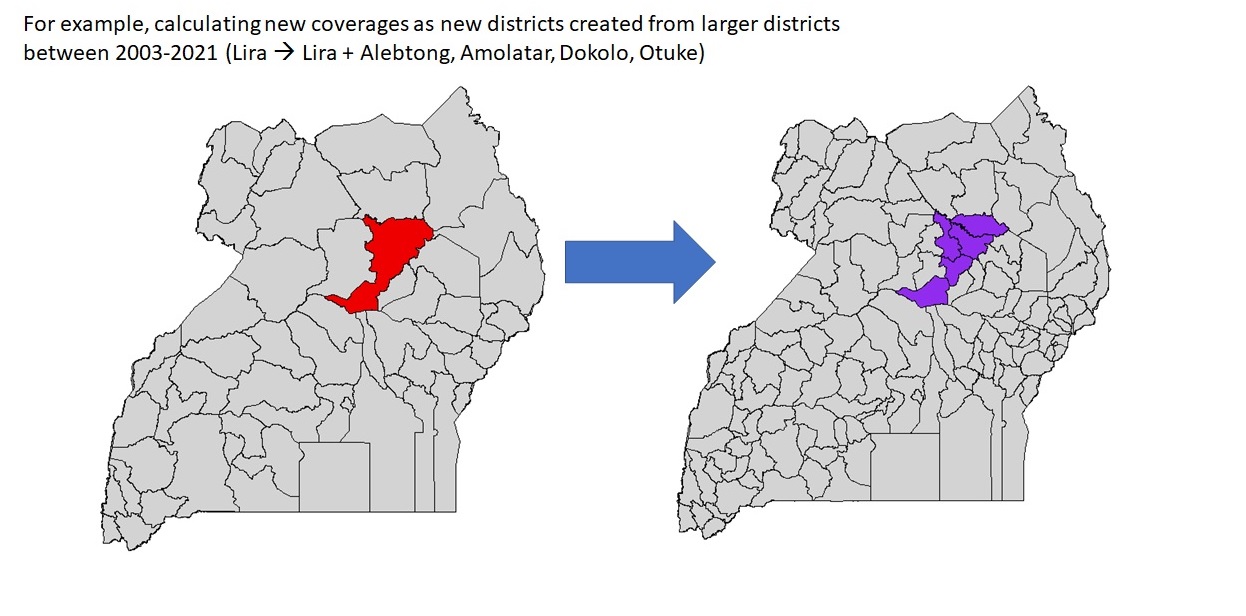 For example, calculating new coverages as new districts created from larger districts
between 2003-2021 (Lira → Lira + Alebtong, Amolatar, Dokolo, Otuke)